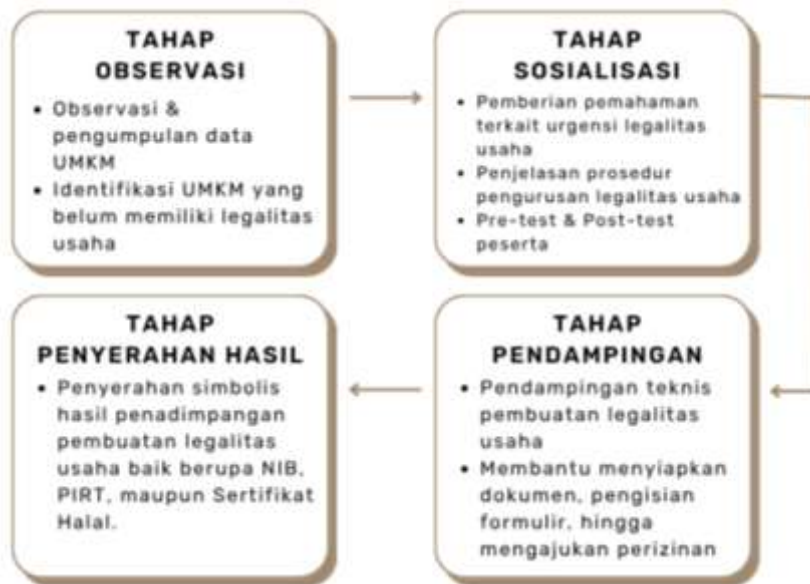 TAHAP
OBSERVASI
• Observasi &
pengumpulan data
UMKM
• Identifikasi UMKM yang
belum memiliki legalitas
usaha
TAHAP
SOSIALISASI
• Pemberian pemahaman
terkait urgensi legalitas
usaha
• Penjelasan prosedur
pengurusan legalitas usaha
• Pre-test & Post-test
peserta
TAHAP
PENDAMPINGAN
• Pendampingan teknis
pembuatan legalitas
usaha
• Membantu menyiapkan
dokumen, pengisian
formulir, hingga
mengajukan perizinan
TAHAP
PENYERAHAN HASIL
• Penyerahan simbolis
hasil penadimpangan
pembuatan legalitas
usaha baik berupa NIB,
PIRT, maupun Sertifikat
Halal.